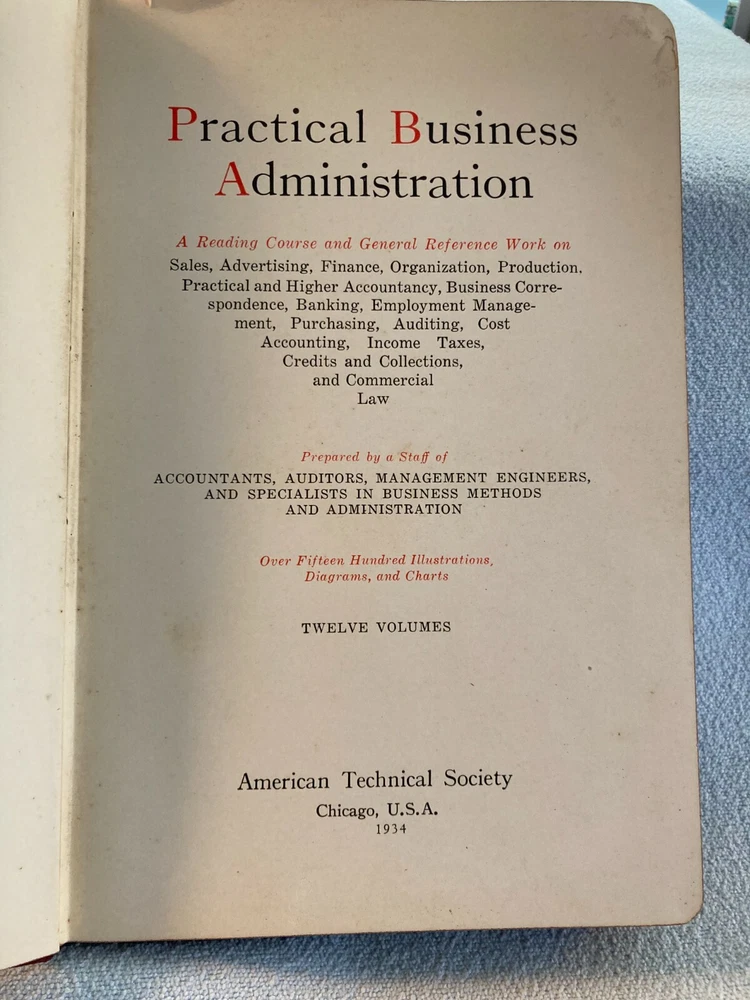 Practical Business
Administration
A Reading Course and General Reference Work on
Sales, Advertising, Finance, Organization, Production.
Practical and Higher Accountancy, Business Corre-
spondence, Banking, Employment Manage-
ment, Purchasing, Auditing, Cost
Accounting, Income Taxes,
Credits and Collections,
and Commercial
Law
Prepared by a Staff of
ACCOUNTANTS, AUDITORS, MANAGEMENT ENGINEERS,
AND SPECIALISTS IN BUSINESS METHODS
AND ADMINISTRATION
Over Fifteen Hundred Illustrations,
Diagrams, and Charts
TWELVE VOLUMES
American Technical Society
Chicago, U.S.A.
1934